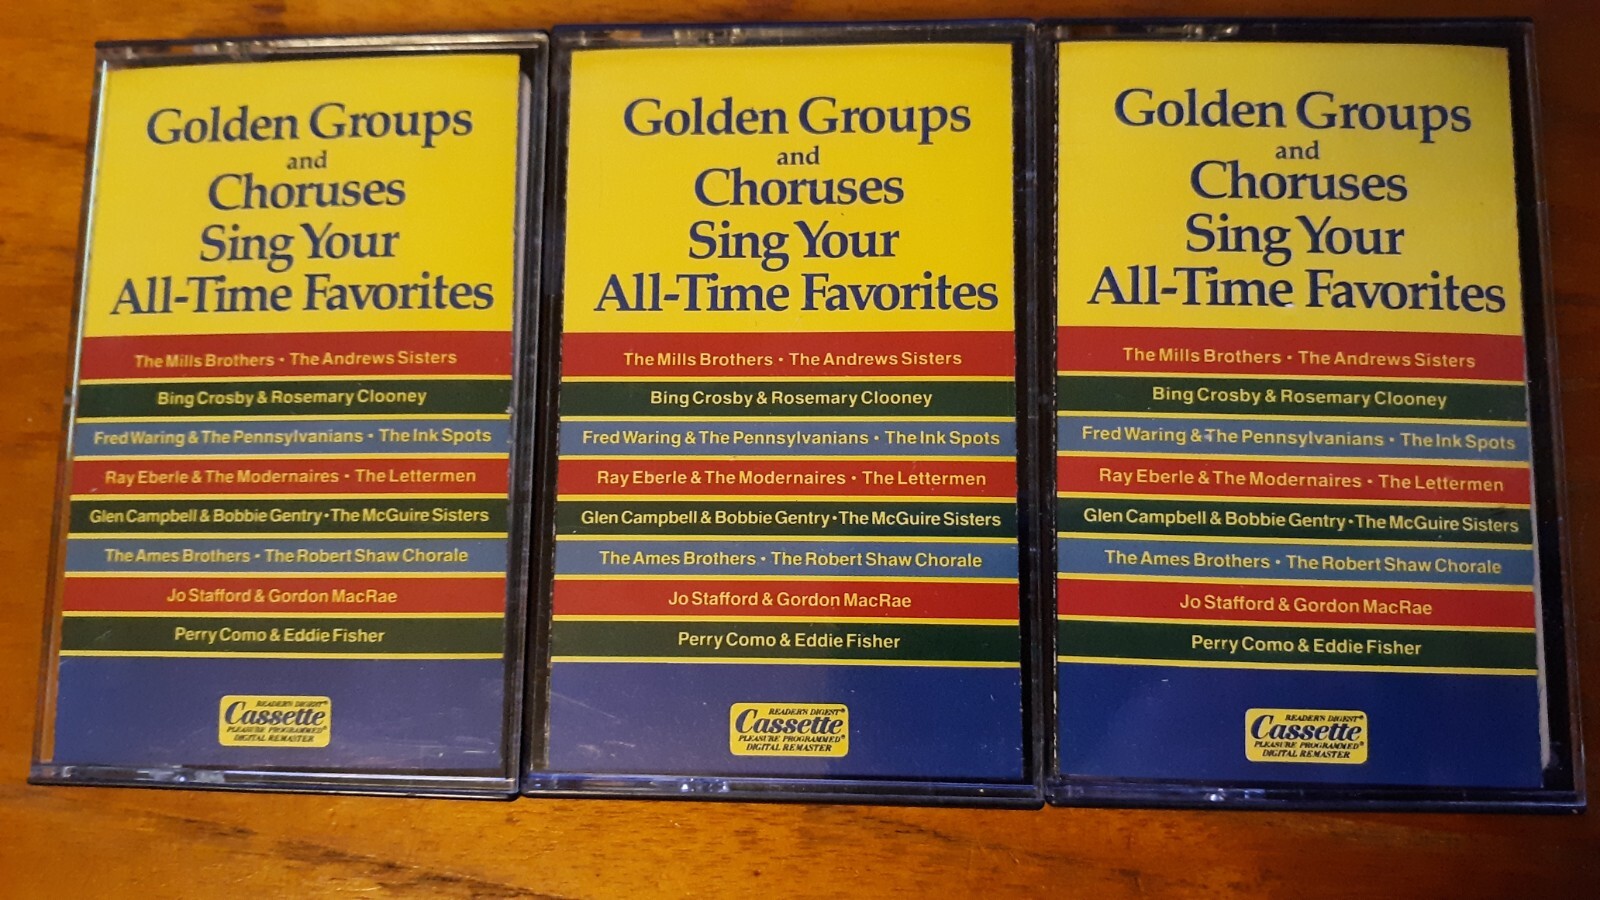 Golden Groups
and
Choruses
Sing Your
All-Time Favorites
The Mills Brothers • The Andrews Sisters
Bing Crosby & Rosemary Clooney
Fred Waring & The Pennsylvanians • The Ink Spots
Ray Eberle & The Modernaires • The Lettermen
Glen Campbell & Bobbie Gentry • The McGuire Sisters
The Ames Brothers • The Robert Shaw Chorale
Jo Stafford & Gordon MacRae
Perry Como & Eddie Fisher
READER'S DIGEST®
Cassette
PLEASURE PROGRAMMED®
DIGITAL REMASTER
Golden Groups
and
Choruses
Sing Your
All-Time Favorites
The Mills Brothers • The Andrews Sisters
Bing Crosby & Rosemary Clooney
Fred Waring & The Pennsylvanians • The Ink Spots
Ray Eberle & The Modernaires • The Lettermen
Glen Campbell & Bobbie Gentry • The McGuire Sisters
The Ames Brothers • The Robert Shaw Chorale
Jo Stafford & Gordon MacRae
Perry Como & Eddie Fisher
READER'S DIGEST®
Cassette
PLEASURE PROGRAMMED®
DIGITAL REMASTER
Golden Groups
and
Choruses
Sing Your
All-Time Favorites
The Mills Brothers • The Andrews Sisters
Bing Crosby & Rosemary Clooney
Fred Waring & The Pennsylvanians • The Ink Spots
Ray Eberle & The Modernaires • The Lettermen
Glen Campbell & Bobbie Gentry • The McGuire Sisters
The Ames Brothers • The Robert Shaw Chorale
Jo Stafford & Gordon MacRae
Perry Como & Eddie Fisher
READER'S DIGEST®
Cassette
PLEASURE PROGRAMMED®
DIGITAL REMASTER